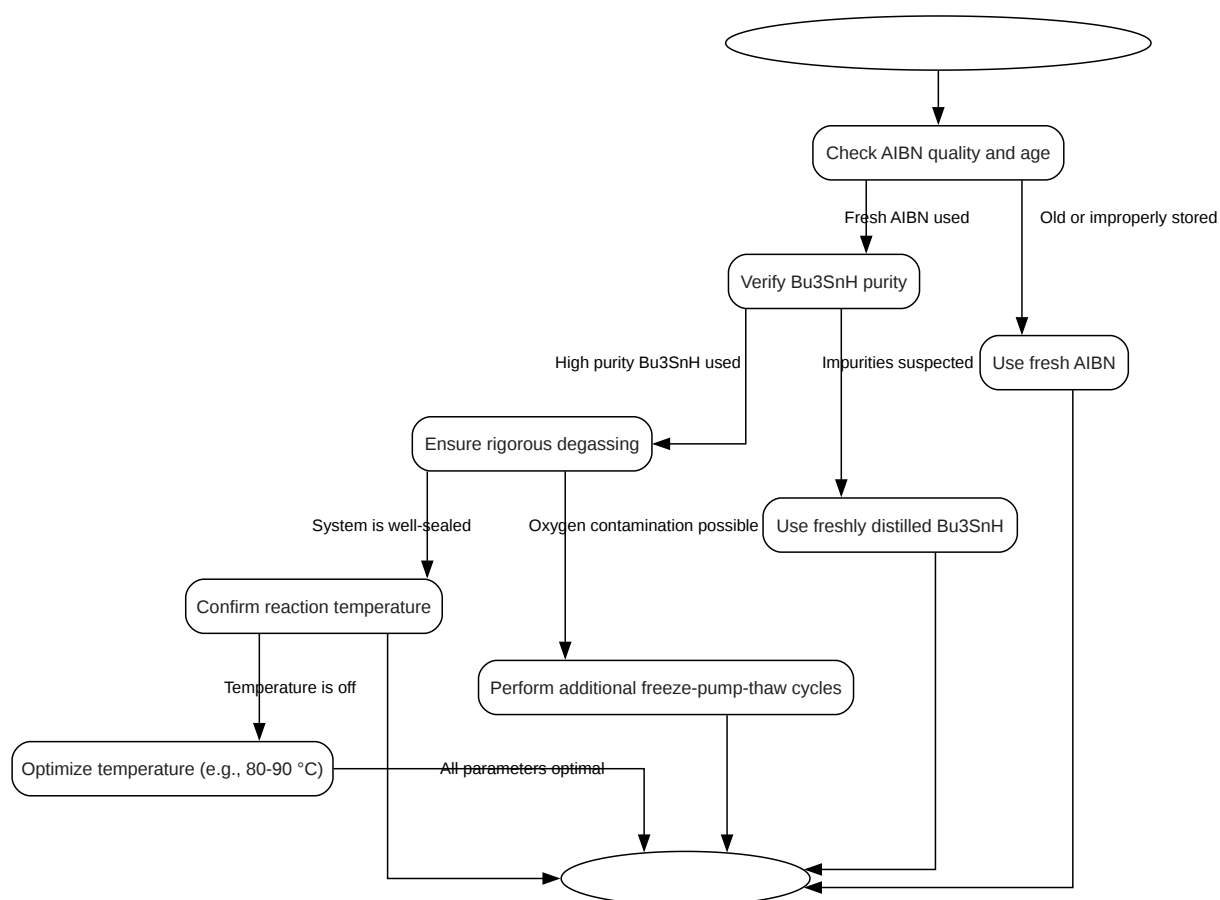 Check AIBN quality and age
Fresh AIBN used
Old or improperly stored
Verify Bu3SnH purity
High purity Bu3SnH used
Impurities suspected
Use fresh AIBN
Ensure rigorous degassing
System is well-sealed
Oxygen contamination possible
Use freshly distilled Bu3SnH
Confirm reaction temperature
Temperature is off
Perform additional freeze-pump-thaw cycles
Optimize temperature (e.g., 80-90 °C)
All parameters optimal